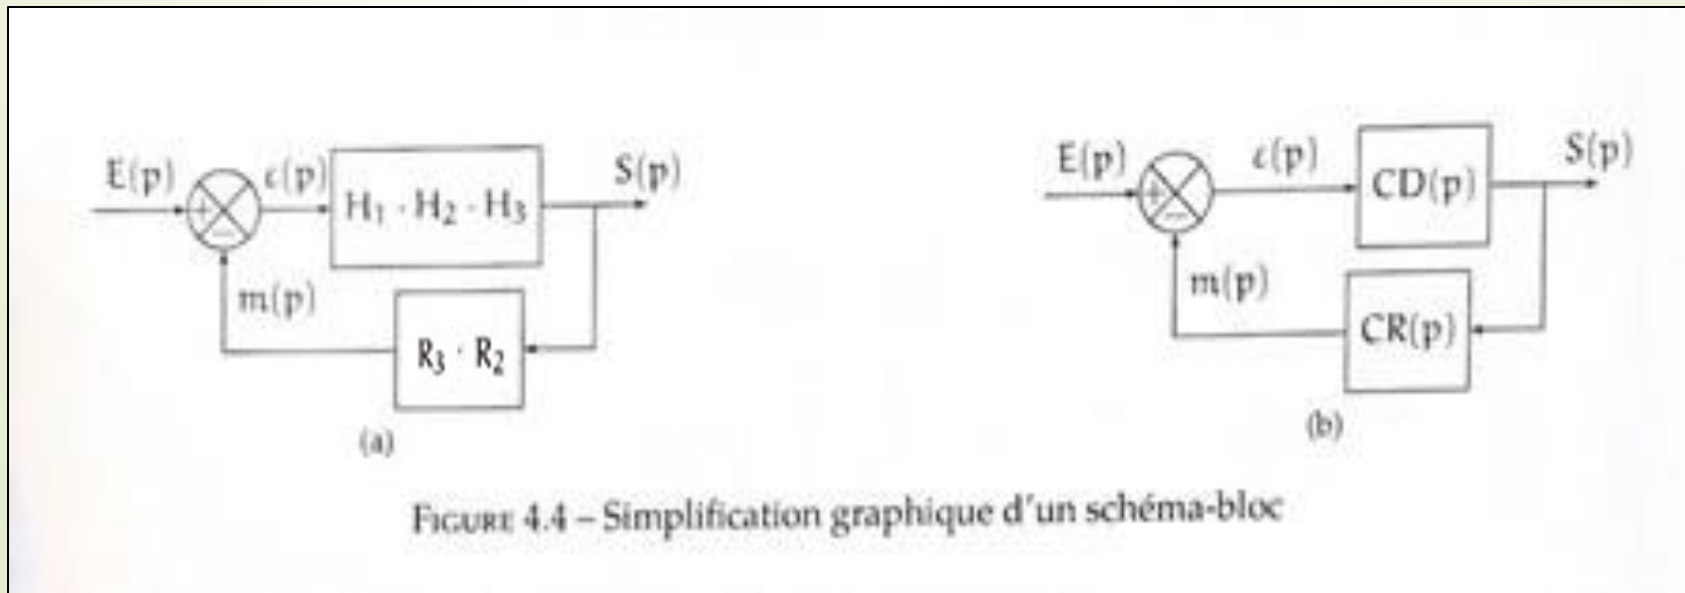 E(p)
ε(p)
H₁ · H₂ · H₃
S(p)
+
−
m(p)
R₃ · R₂
(a)
E(p)
ε(p)
CD(p)
S(p)
+
−
m(p)
CR(p)
(b)
FIGURE 4.4 – Simplification graphique d'un schéma-bloc